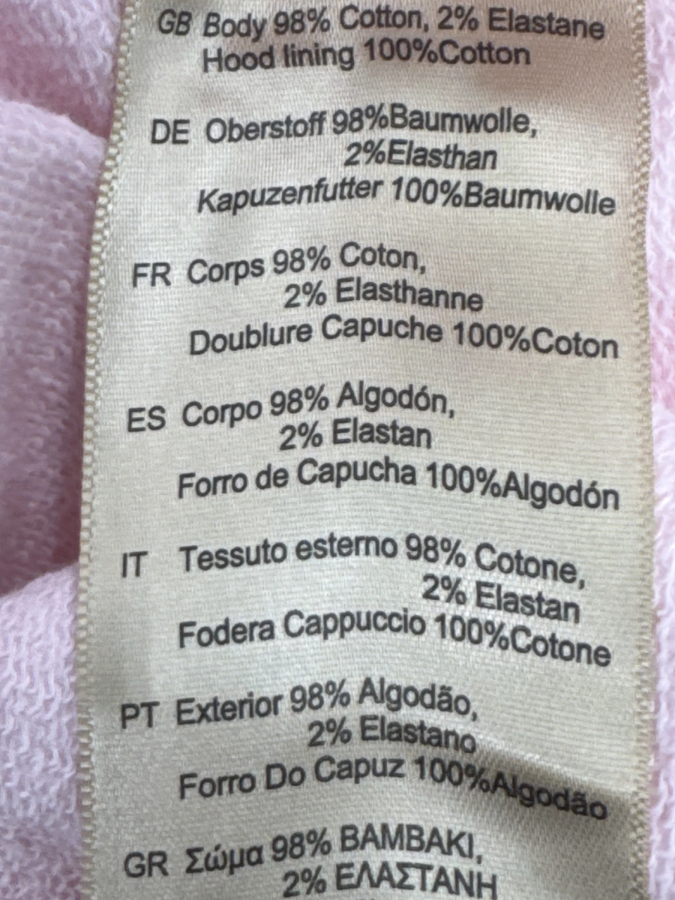 GB Body 98% Cotton, 2% Elastane
Hood lining 100%Cotton
DE Oberstoff 98%Baumwolle,
2%Elasthan
Kapuzenfutter 100%Baumwolle
FR Corps 98% Coton,
2% Elasthanne
Doublure Capuche 100%Coton
ES Corpo 98% Algodón,
2% Elastan
Forro de Capucha 100%Algodón
IT Tessuto esterno 98% Cotone,
2% Elastan
Fodera Cappuccio 100%Cotone
PT Exterior 98% Algodão,
2% Elastano
Forro Do Capuz 100%Algodão
GR Σώμα 98% ΒΑΜΒΑΚΙ,
2% ΕΛΑΣΤΑΝΗ